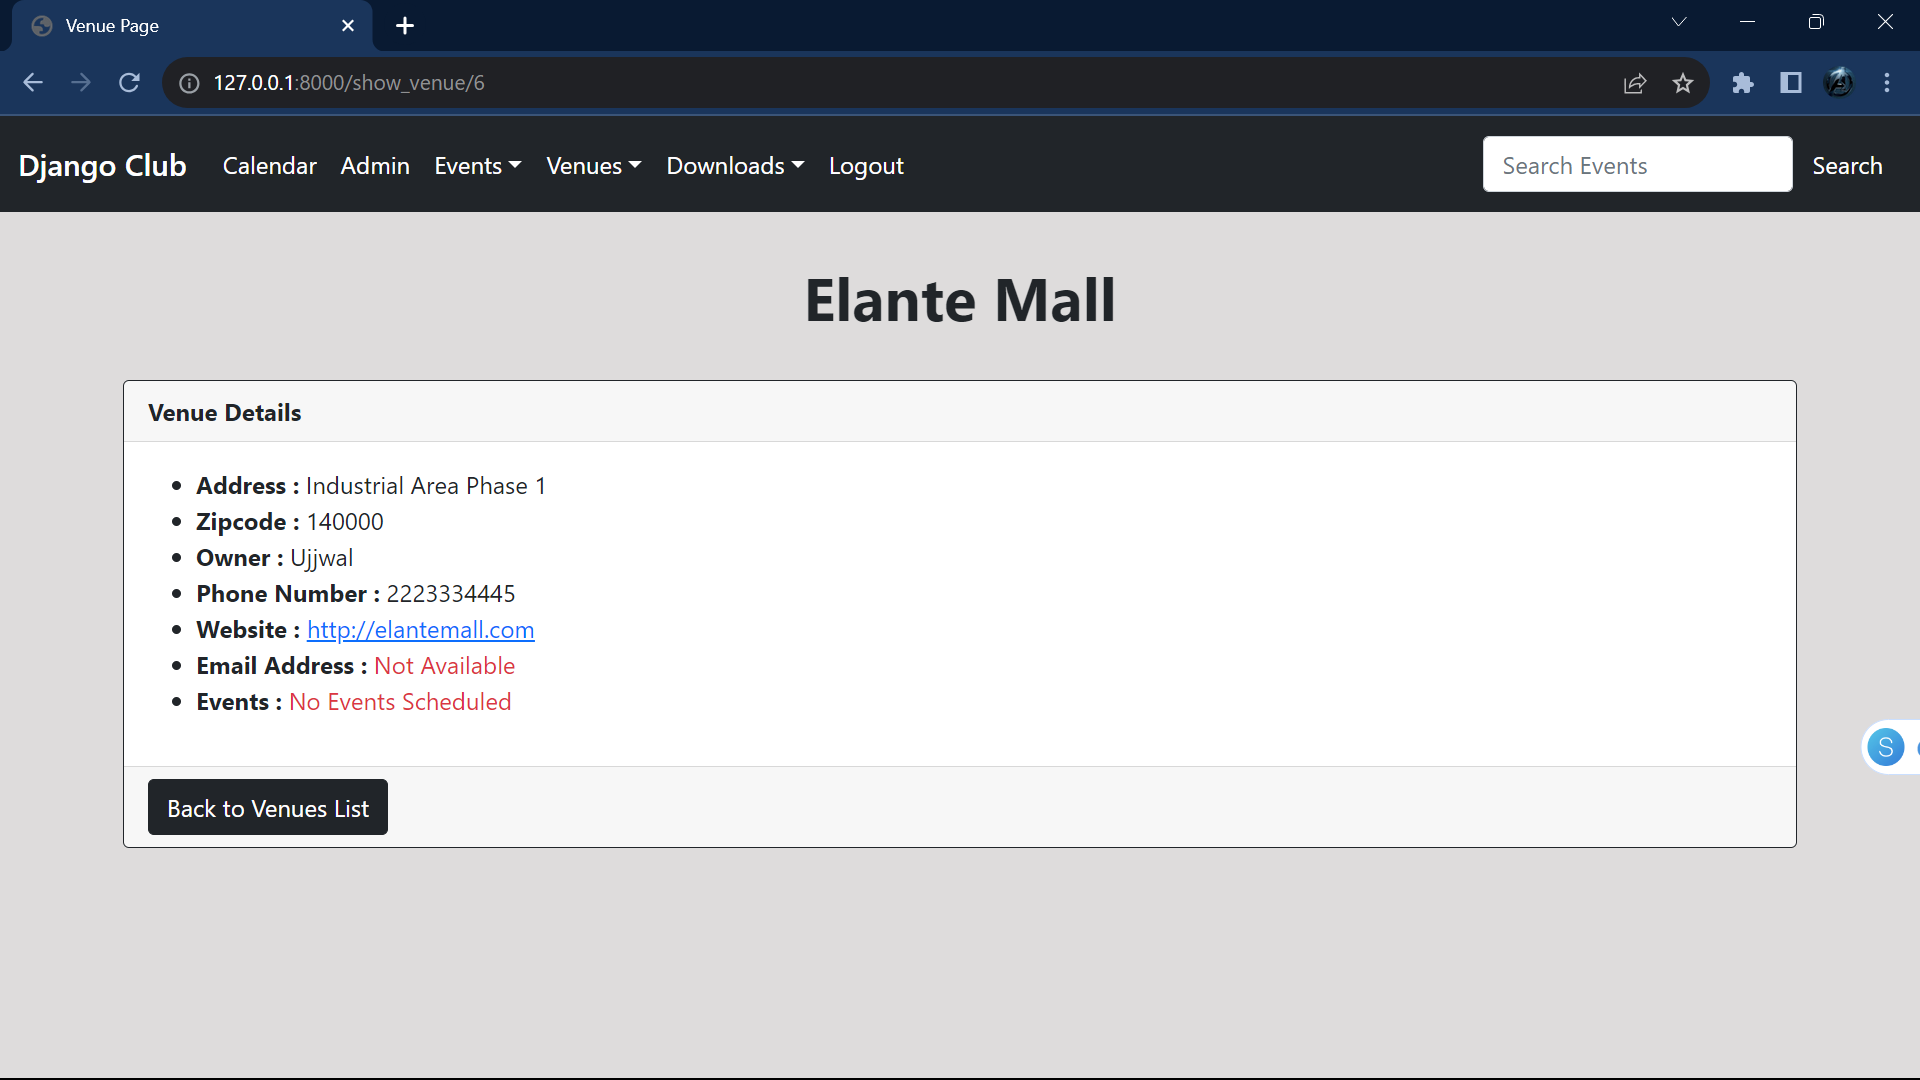 Venue Page
127.0.0.1:8000/show_venue/6
Django Club Calendar Admin Events Venues Downloads Logout Search Events Search
Elante Mall
Venue Details
Address : Industrial Area Phase 1
Zipcode : 140000
Owner : Ujjwal
Phone Number : 2223334445
Website : http://elantemall.com
Email Address : Not Available
Events : No Events Scheduled
S
Back to Venues List